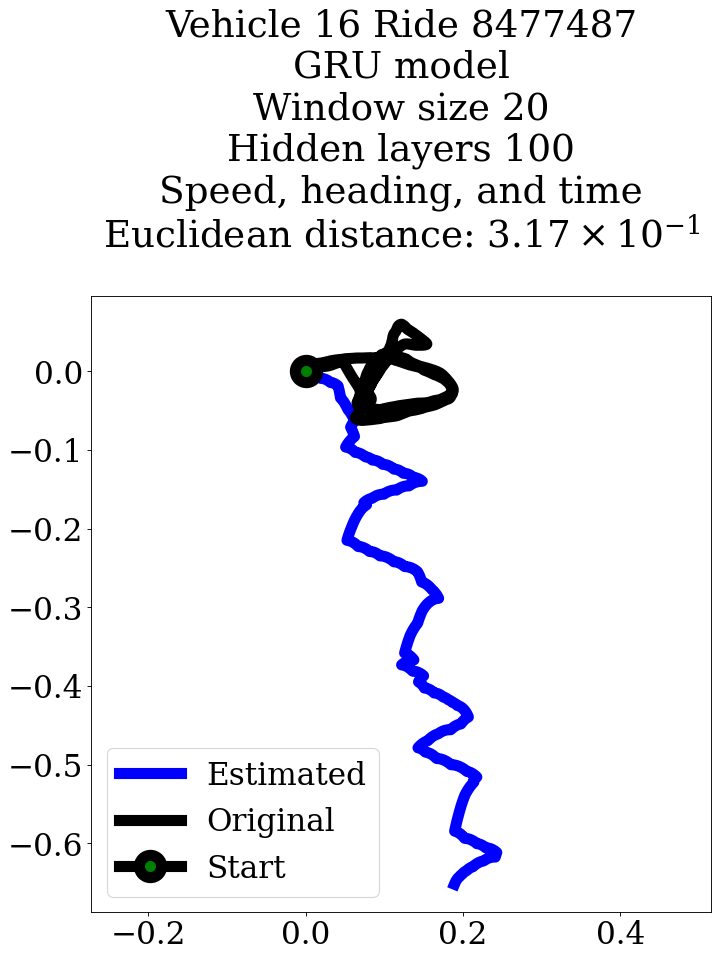 Vehicle 16 Ride 8477487
GRU model
Window size 20
Hidden layers 100
Speed, heading, and time
Euclidean distance: 3.17 × 10⁻¹
0.0
−0.1
−0.2
−0.3
−0.4
−0.5
−0.6
Estimated
Original
Start
−0.2 0.0 0.2 0.4